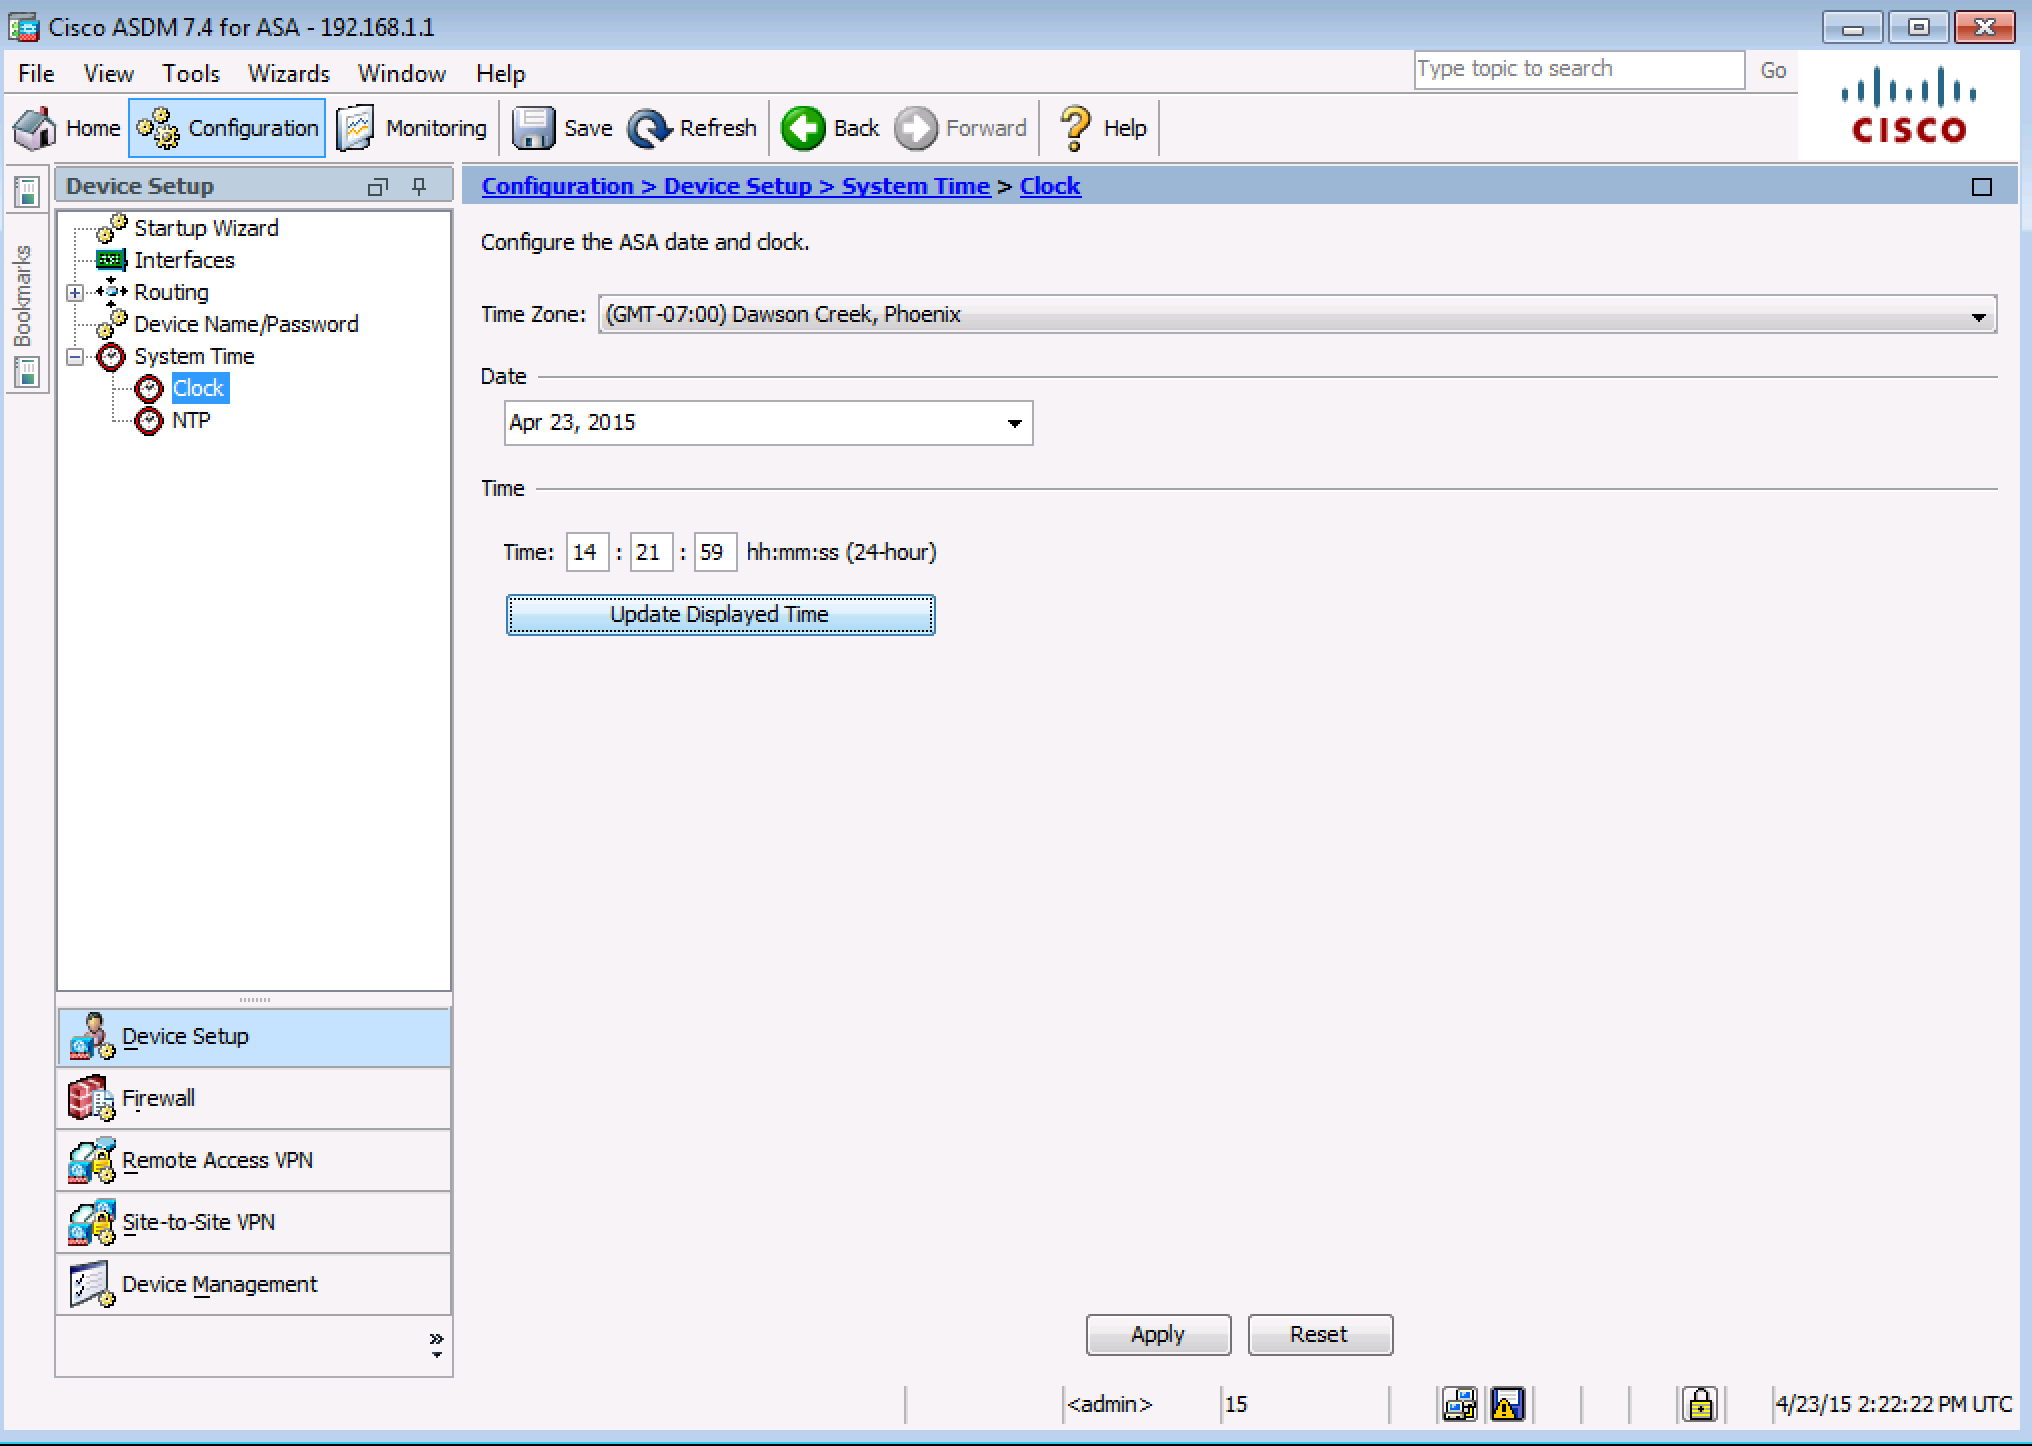 Cisco ASDM 7.4 for ASA - 192.168.1.1
File View Tools Wizards Window Help
Type topic to search Go
CISCO
Home Configuration Monitoring Save Refresh Back Forward Help
Bookmarks
Device Setup
Startup Wizard
Interfaces
Routing
Device Name/Password
System Time
Clock
NTP
Device Setup
Firewall
Remote Access VPN
Site-to-Site VPN
Device Management
Configuration > Device Setup > System Time > Clock
Configure the ASA date and clock.
Time Zone: (GMT-07:00) Dawson Creek, Phoenix
Date
Apr 23, 2015
Time
Time: 14 : 21 : 59 hh:mm:ss (24-hour)
Update Displayed Time
Apply Reset
<admin> 15 4/23/15 2:22:22 PM UTC